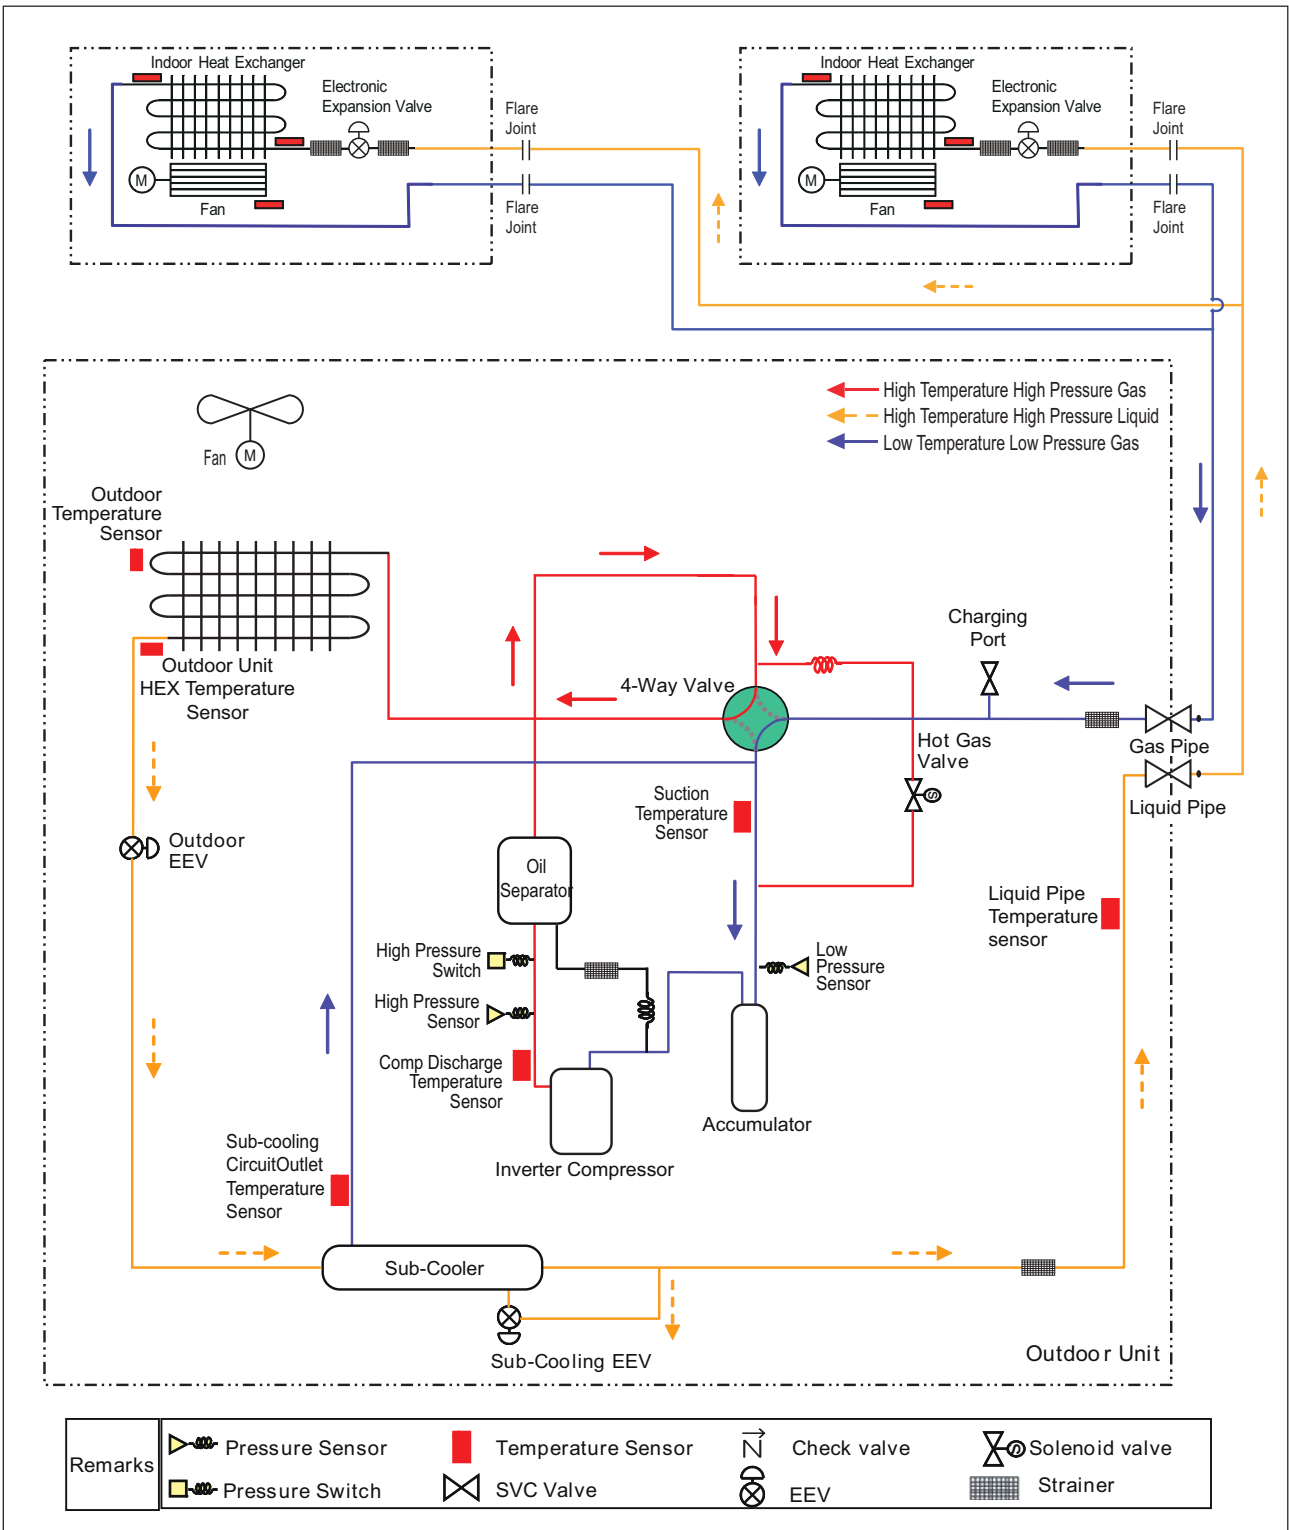 Indoor Heat Exchanger
Electronic
Expansion Valve
Flare
Joint
M
Fan
Flare
Joint
Indoor Heat Exchanger
Electronic
Expansion Valve
Flare
Joint
M
Fan
Flare
Joint
High Temperature High Pressure Gas
High Temperature High Pressure Liquid
Low Temperature Low Pressure Gas
Fan
M
Outdoor
Temperature
Sensor
Outdoor Unit
HEX Temperature
Sensor
4-Way Valve
Charging
Port
Gas Pipe
Liquid Pipe
Hot Gas
Valve
S
Suction
Temperature
Sensor
Outdoor
EEV
Oil
Separator
Liquid Pipe
Temperature
sensor
High Pressure
Switch
Low
Pressure
Sensor
High Pressure
Sensor
Comp Discharge
Temperature
Sensor
Accumulator
Inverter Compressor
Sub-cooling
CircuitOutlet
Temperature
Sensor
Sub-Cooler
Sub-Cooling EEV
Outdoor Unit
Remarks
Pressure Sensor
Temperature Sensor
Check valve
S
Solenoid valve
Pressure Switch
SVC Valve
EEV
Strainer